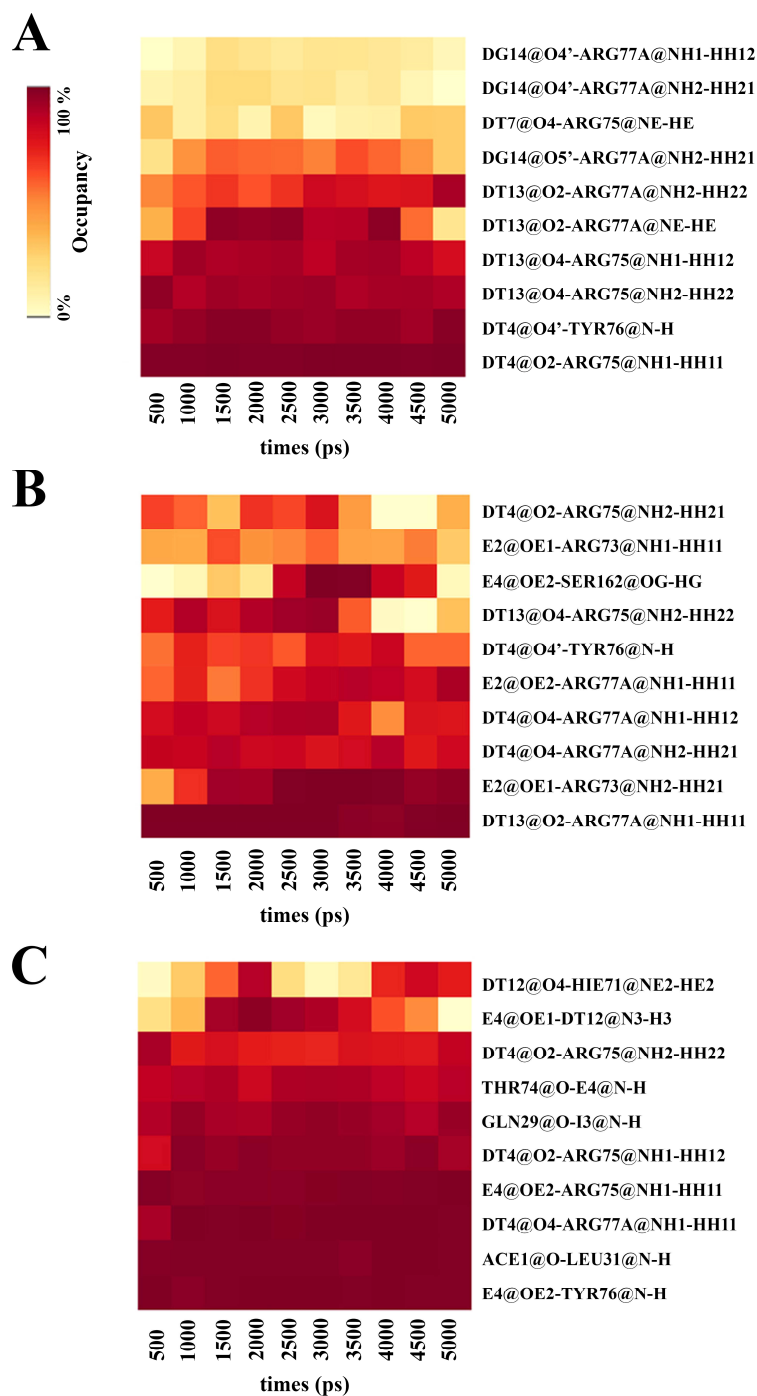 A
100 %
Occupancy
0%
DG14@O4'-ARG77A@NH1-HH12
DG14@O4'-ARG77A@NH2-HH21
DT7@O4-ARG75@NE-HE
DG14@O5'-ARG77A@NH2-HH21
DT13@O2-ARG77A@NH2-HH22
DT13@O2-ARG77A@NE-HE
DT13@O4-ARG75@NH1-HH12
DT13@O4-ARG75@NH2-HH22
DT4@O4'-TYR76@N-H
DT4@O2-ARG75@NH1-HH11
500 1000 1500 2000 2500 3000 3500 4000 4500 5000
times (ps)
B
DT4@O2-ARG75@NH2-HH21
E2@OE1-ARG73@NH1-HH11
E4@OE2-SER162@OG-HG
DT13@O4-ARG75@NH2-HH22
DT4@O4'-TYR76@N-H
E2@OE2-ARG77A@NH1-HH11
DT4@O4-ARG77A@NH1-HH12
DT4@O4-ARG77A@NH2-HH21
E2@OE1-ARG73@NH2-HH21
DT13@O2-ARG77A@NH1-HH11
500 1000 1500 2000 2500 3000 3500 4000 4500 5000
times (ps)
C
DT12@O4-HIE71@NE2-HE2
E4@OE1-DT12@N3-H3
DT4@O2-ARG75@NH2-HH22
THR74@O-E4@N-H
GLN29@O-I3@N-H
DT4@O2-ARG75@NH1-HH12
E4@OE2-ARG75@NH1-HH11
DT4@O4-ARG77A@NH1-HH11
ACE1@O-LEU31@N-H
E4@OE2-TYR76@N-H
500 1000 1500 2000 2500 3000 3500 4000 4500 5000
times (ps)